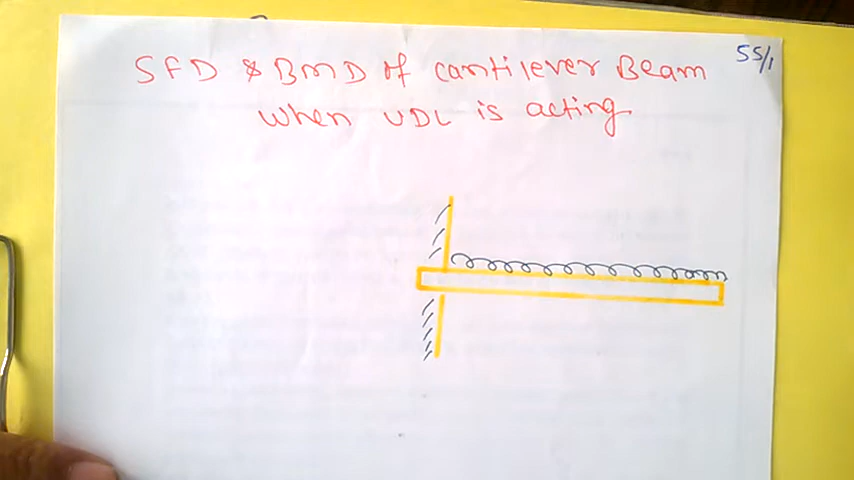 55/1
SFD & BMD of cantilever Beam
when UDL is acting